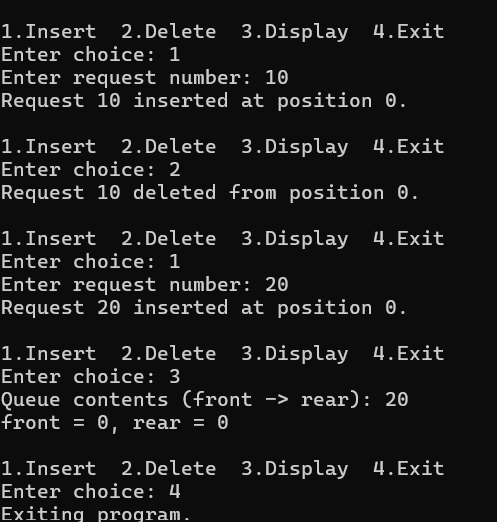 1.Insert  2.Delete  3.Display  4.Exit
Enter choice: 1
Enter request number: 10
Request 10 inserted at position 0.
1.Insert  2.Delete  3.Display  4.Exit
Enter choice: 2
Request 10 deleted from position 0.
1.Insert  2.Delete  3.Display  4.Exit
Enter choice: 1
Enter request number: 20
Request 20 inserted at position 0.
1.Insert  2.Delete  3.Display  4.Exit
Enter choice: 3
Queue contents (front -> rear): 20
front = 0, rear = 0
1.Insert  2.Delete  3.Display  4.Exit
Enter choice: 4
Exiting program.